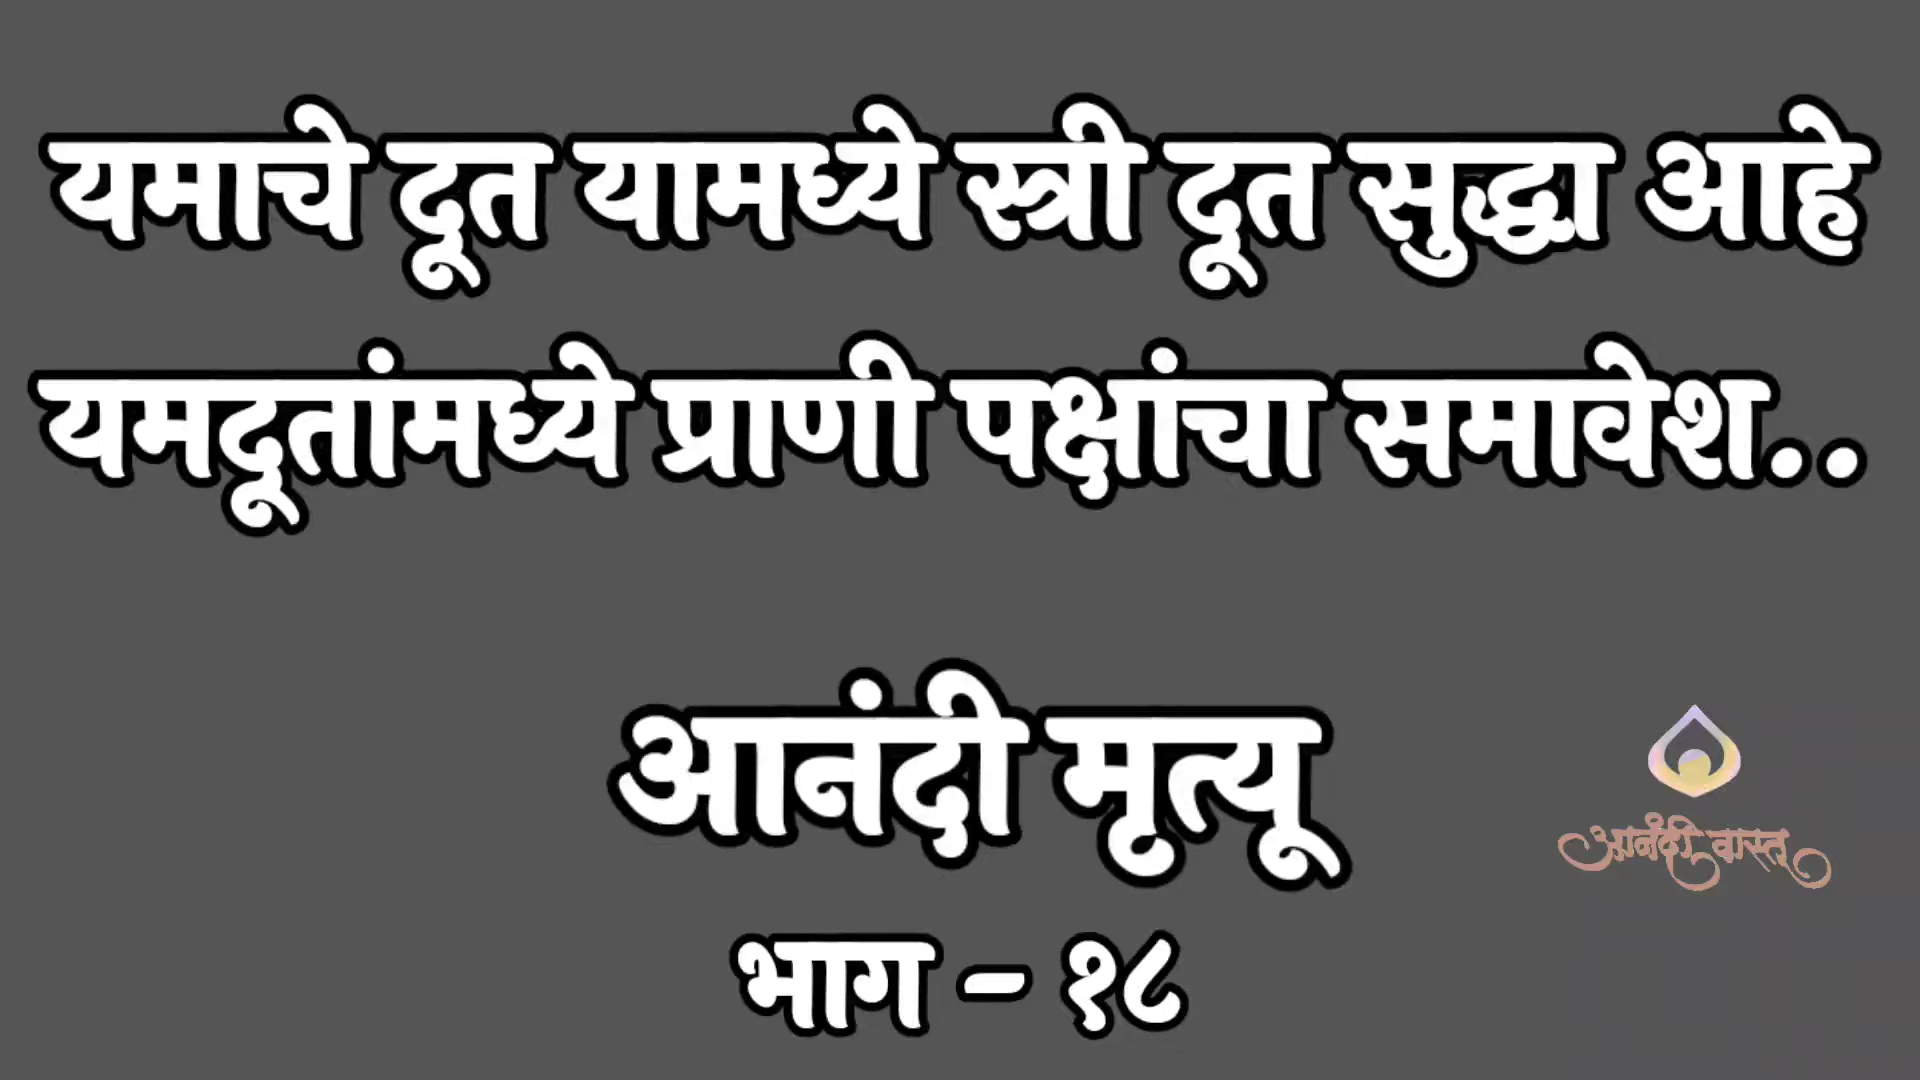 यमाचे दूत यामध्ये स्त्री दूत सुद्धा आहे
यमदूतांमध्ये प्राणी पक्षांचा समावेश..
आनंदी मृत्यू
आनंदी वास्तू
भाग - १८